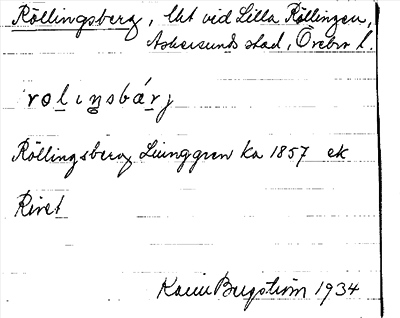 Röllingsberg, lht vid Lilla Röllingen,
Askersunds stad, Örebro l.
rolinsbärj
Röllingsberg Ljunggren ka 1857 ek
Rivet
Karin Bergström 1934